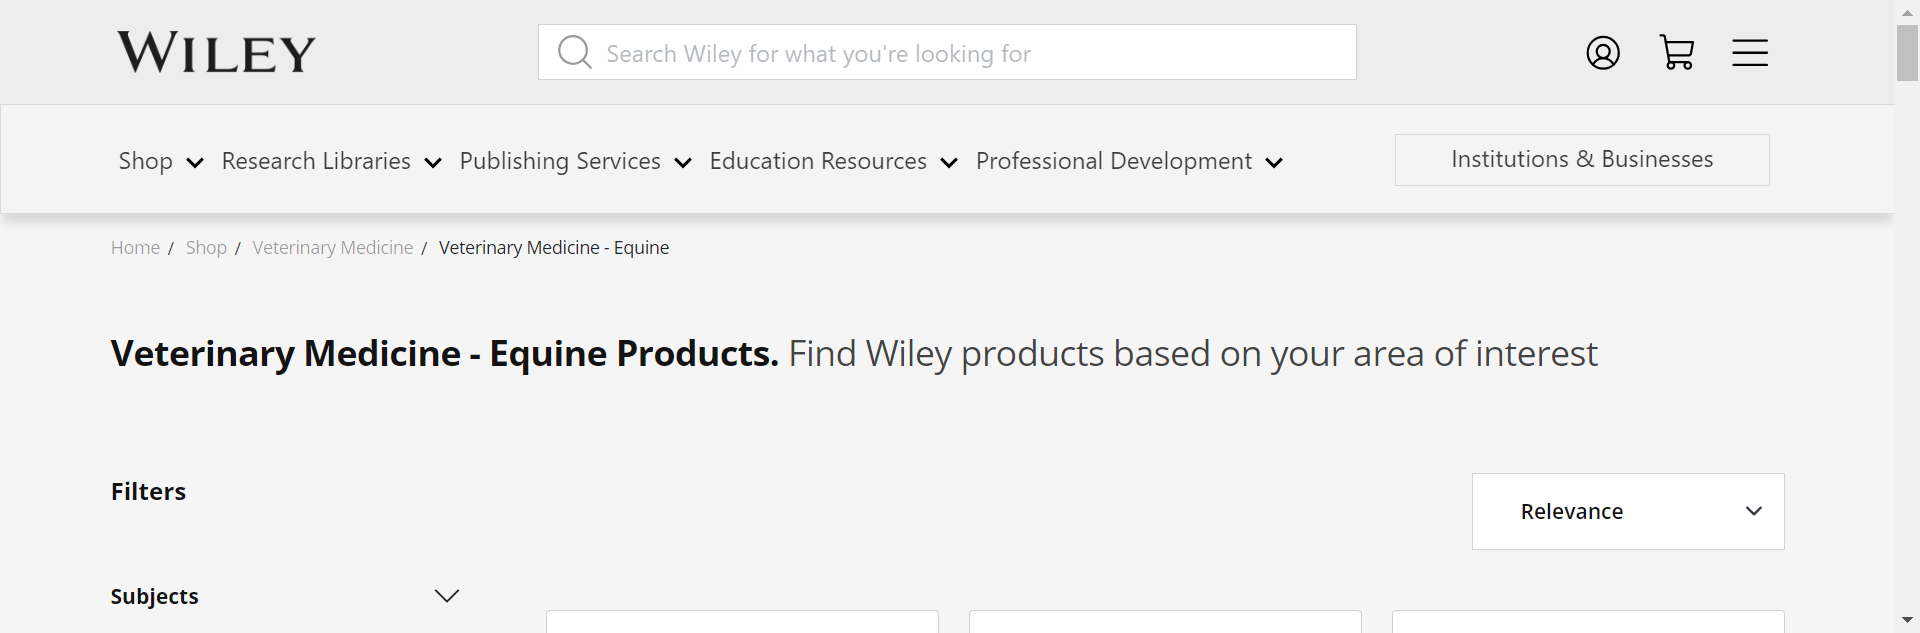 WILEY
Search Wiley for what you're looking for
Shop Research Libraries Publishing Services Education Resources Professional Development Institutions & Businesses
Home / Shop / Veterinary Medicine / Veterinary Medicine - Equine
Veterinary Medicine - Equine Products. Find Wiley products based on your area of interest
Filters
Relevance
Subjects